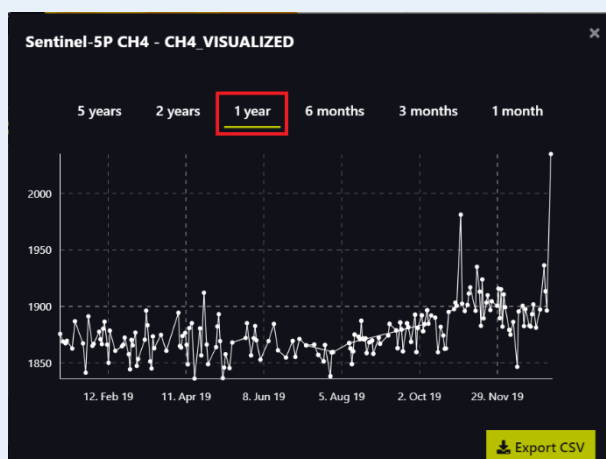 Sentinel-5P CH4 - CH4_VISUALIZED
×
5 years 2 years 1 year 6 months 3 months 1 month
2000
1950
1900
1850
12. Feb 19 11. Apr 19 8. Jun 19 5. Aug 19 2. Oct 19 29. Nov 19
Export CSV